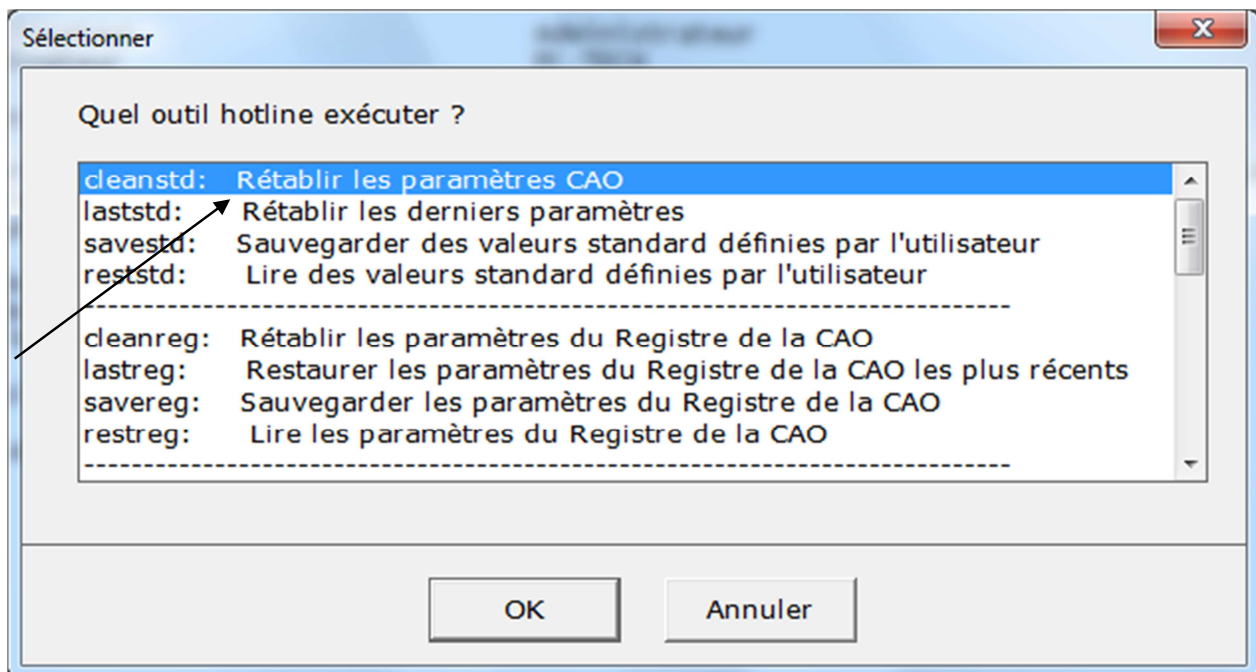 Sélectionner
Quel outil hotline exécuter ?
cleanstd: Rétablir les paramètres CAO
laststd: Rétablir les derniers paramètres
savestd: Sauvegarder des valeurs standard définies par l'utilisateur
reststd: Lire des valeurs standard définies par l'utilisateur
------------------------------------------------------------------------------
cleanreg: Rétablir les paramètres du Registre de la CAO
lastreg: Restaurer les paramètres du Registre de la CAO les plus récents
savereg: Sauvegarder les paramètres du Registre de la CAO
restreg: Lire les paramètres du Registre de la CAO
------------------------------------------------------------------------------
OK
Annuler